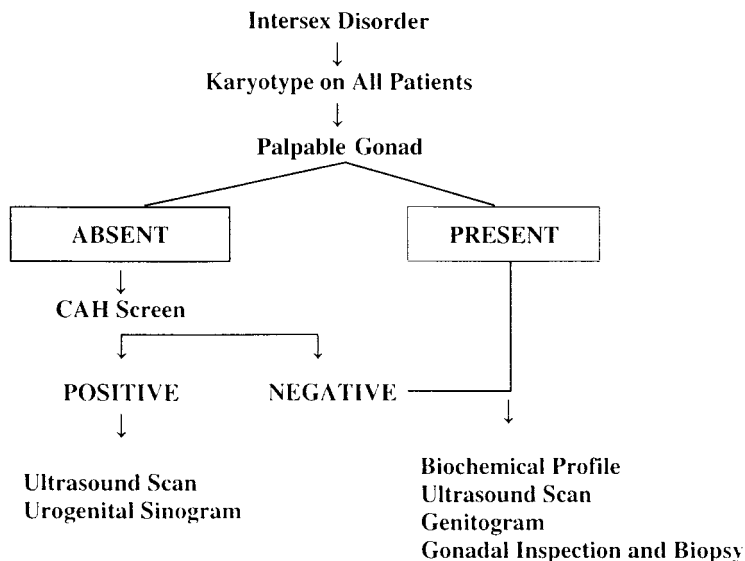 Intersex Disorder
Karyotype on All Patients
Palpable Gonad
ABSENT
PRESENT
CAH Screen
POSITIVE
NEGATIVE
Ultrasound Scan
Urogenital Sinogram
Biochemical Profile
Ultrasound Scan
Genitogram
Gonadal Inspection and Biopsy